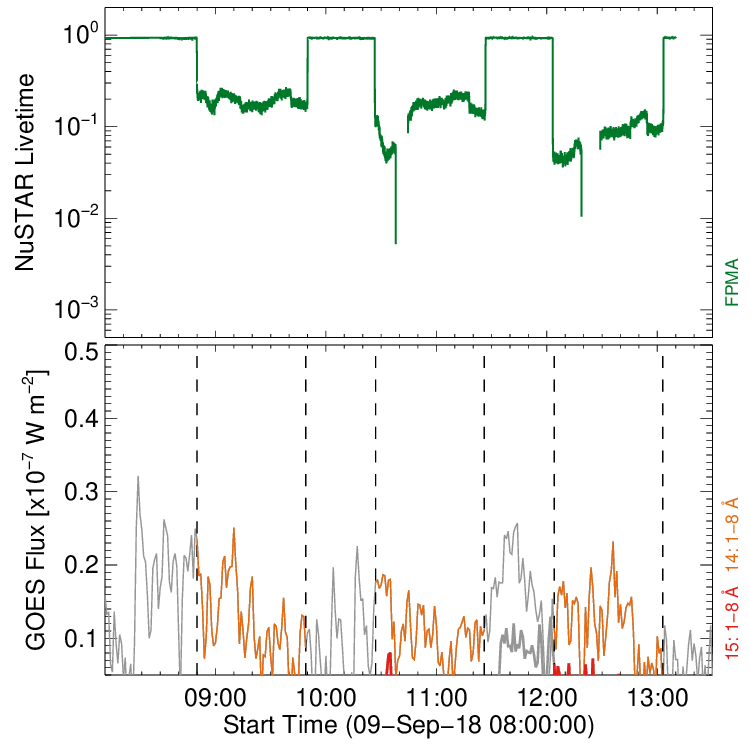 10⁰
10⁻¹
10⁻²
10⁻³
NuSTAR Livetime
FPMA
0.5
0.4
0.3
0.2
0.1
GOES Flux [x10⁻⁷ W m⁻²]
15: 1−8 Å 14: 1−8 Å
09:00 10:00 11:00 12:00 13:00
Start Time (09−Sep−18 08:00:00)